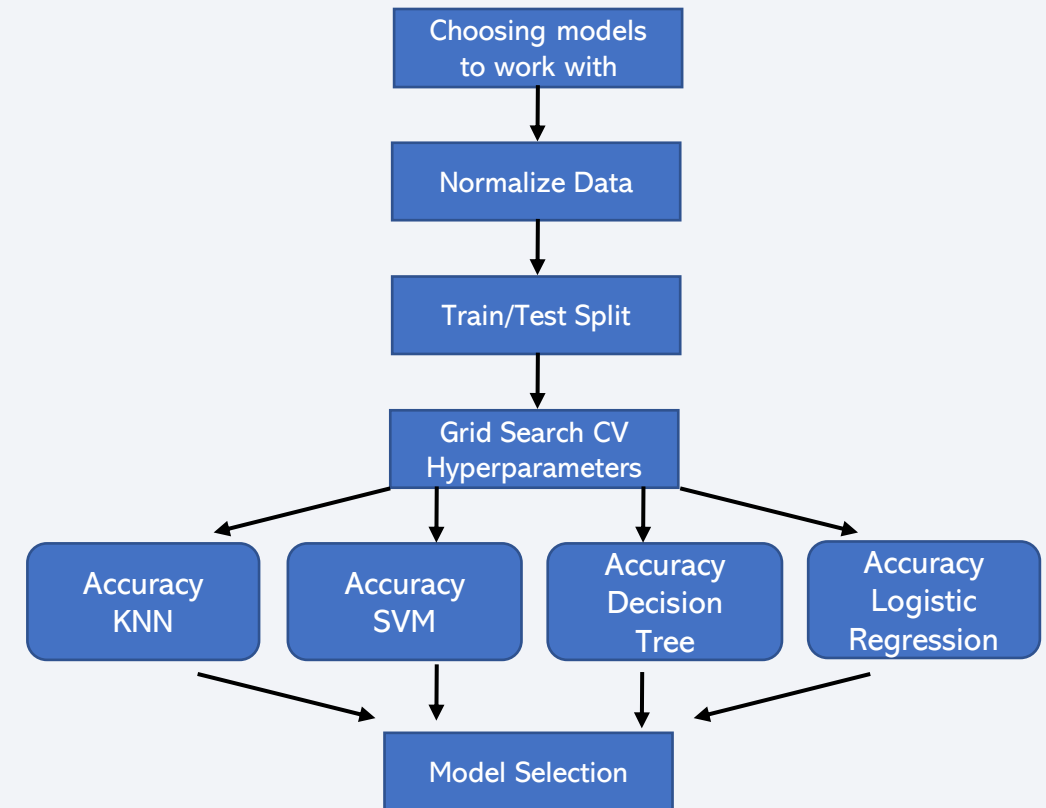 Choosing models
to work with
Normalize Data
Train/Test Split
Grid Search CV
Hyperparameters
Accuracy
KNN
Accuracy
SVM
Accuracy
Decision
Tree
Accuracy
Logistic
Regression
Model Selection